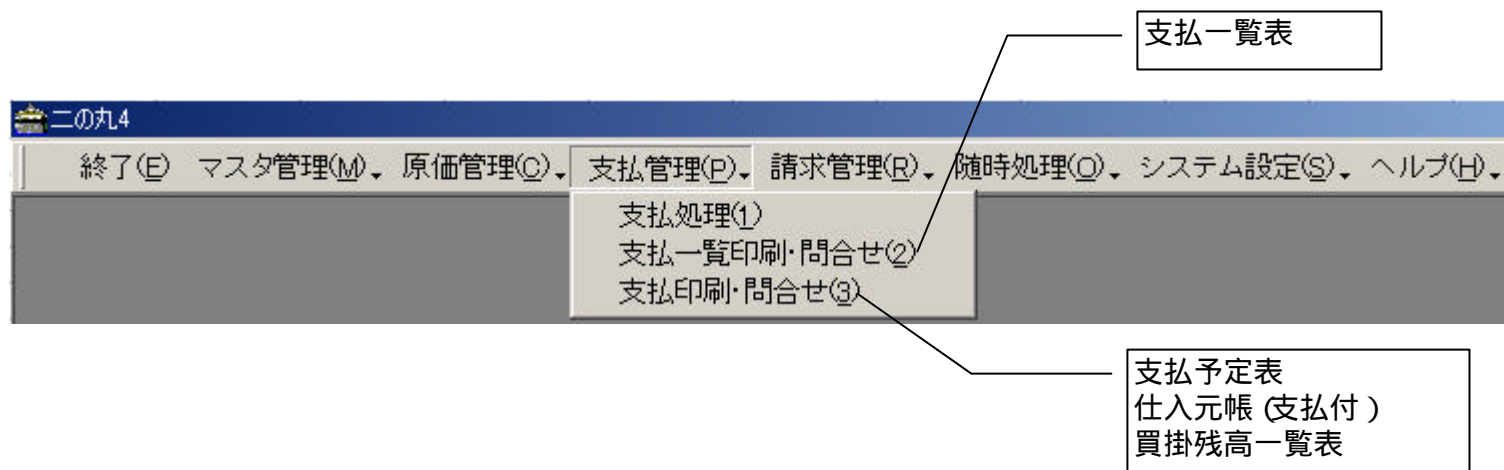 支払一覧表
二の丸4
終了(E) マスタ管理(M) 原価管理(C) 支払管理(P) 請求管理(R) 随時処理(O) システム設定(S) ヘルプ(H)
支払処理(1)
支払一覧印刷・問合せ(2)
支払印刷・問合せ(3)
支払予定表
仕入元帳 (支払付)
買掛残高一覧表